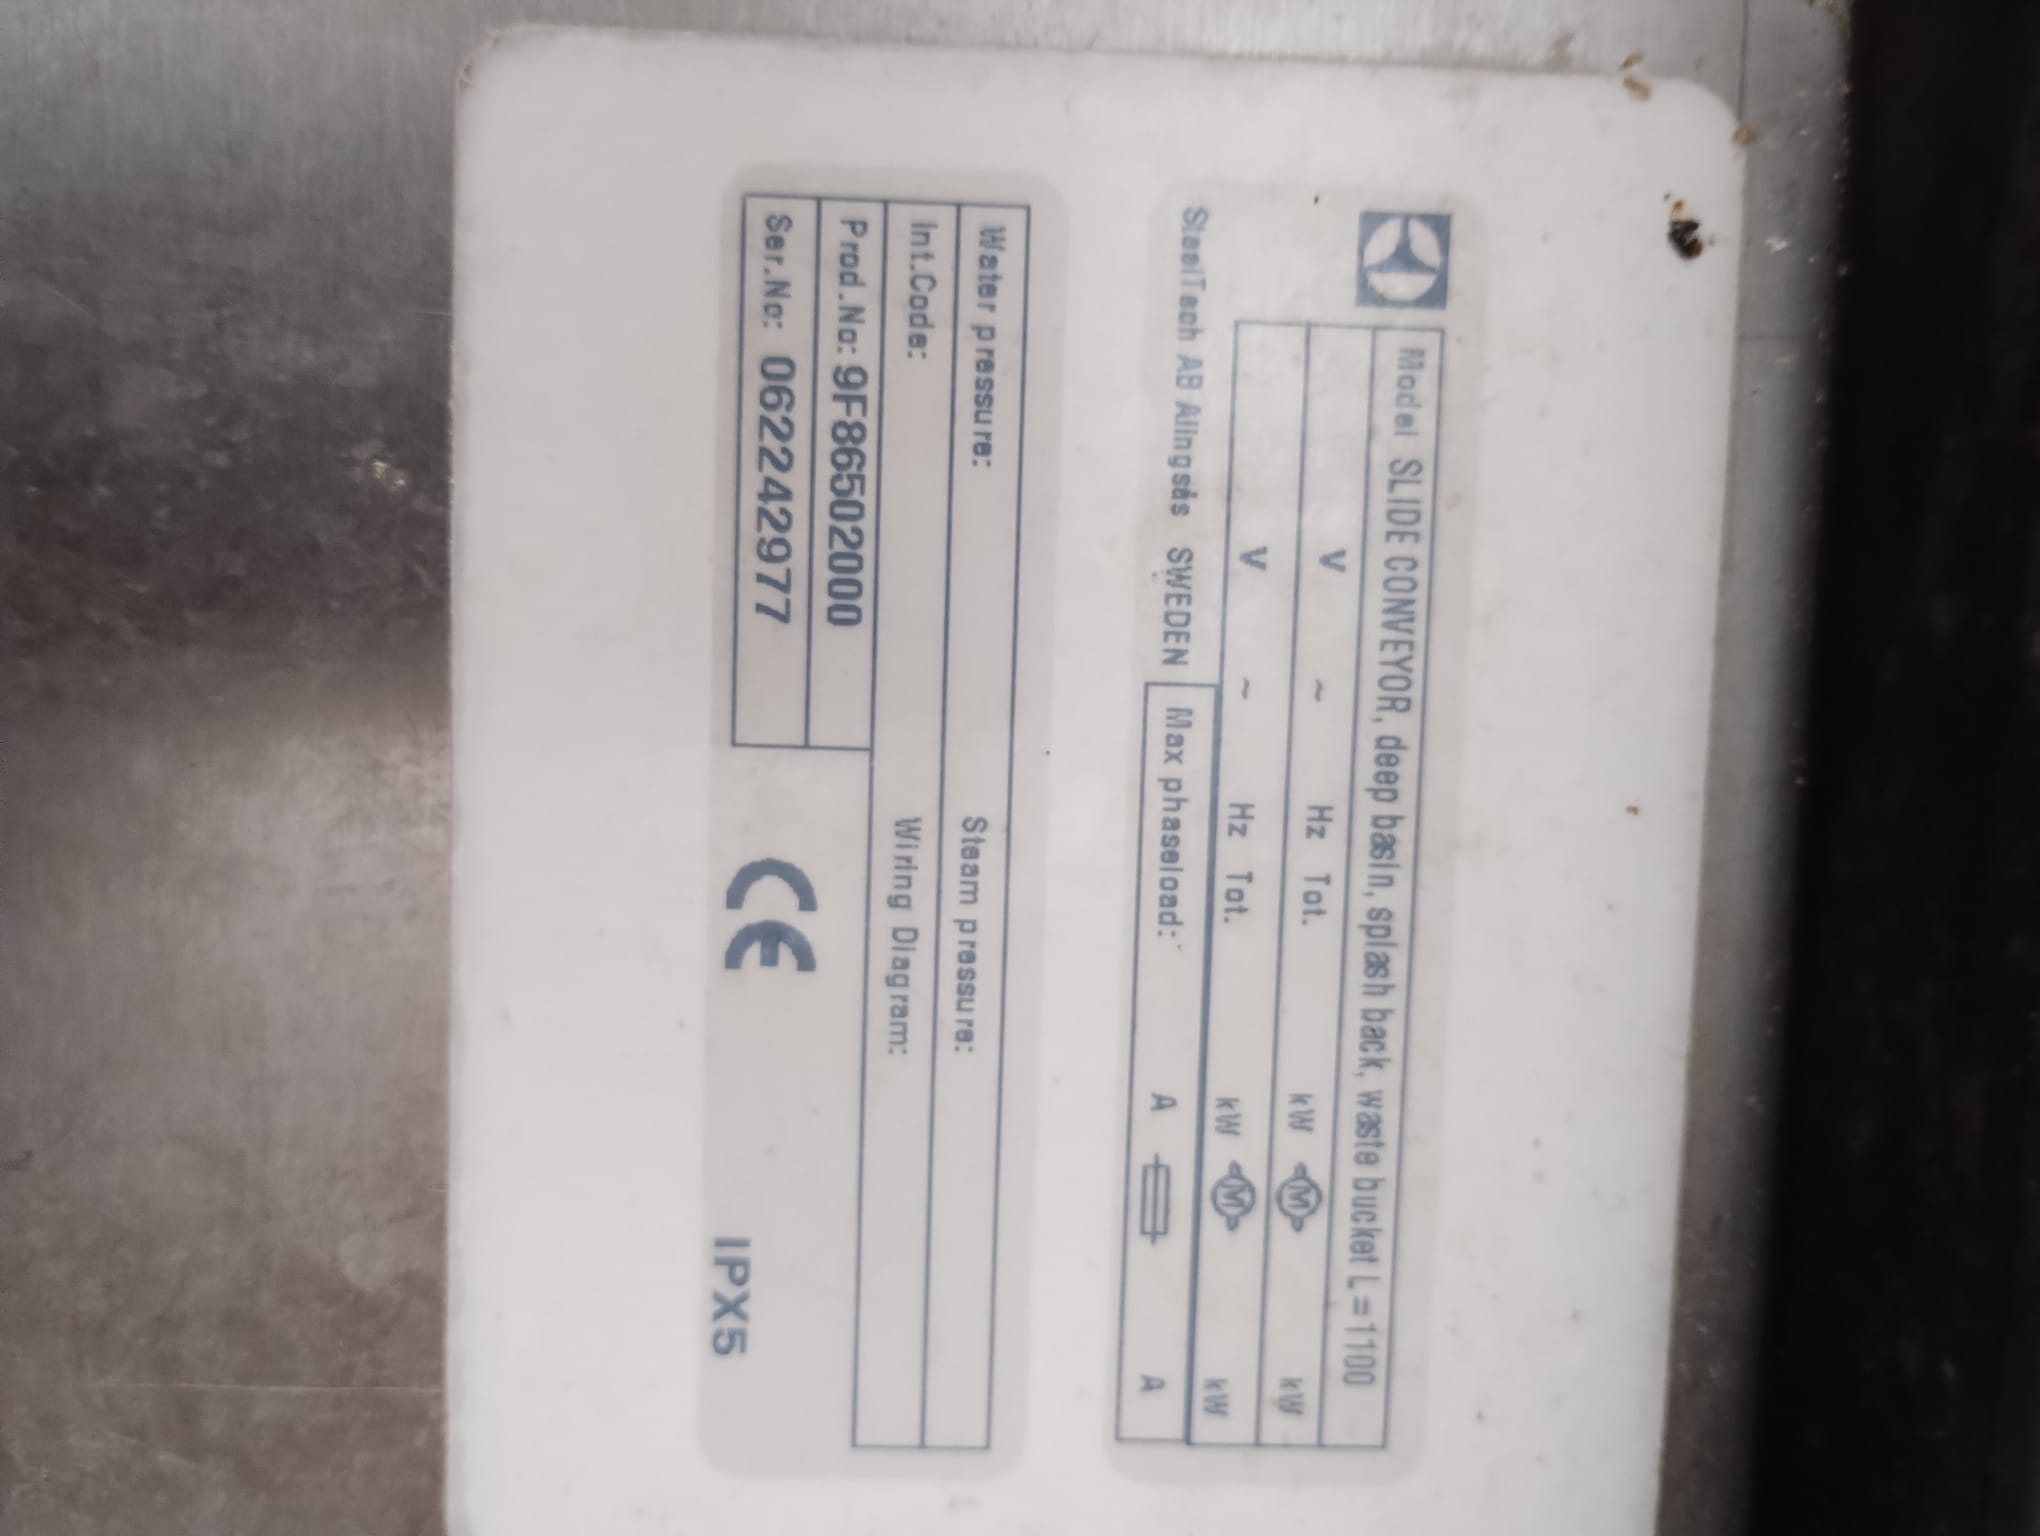 Model SLIDE CONVEYOR, deep basin, splash back, waste bucket L=1100
V ~ Hz Tot. kW M kW
V ~ Hz Tot. kW M kW
SteelTech AB Alingsås SWEDEN Max phaseload: A A
Water pressure: Steam pressure:
Int.Code: Wiring Diagram:
Prod.No: 9F86502000
Ser.No: 062242977
CE IPX5